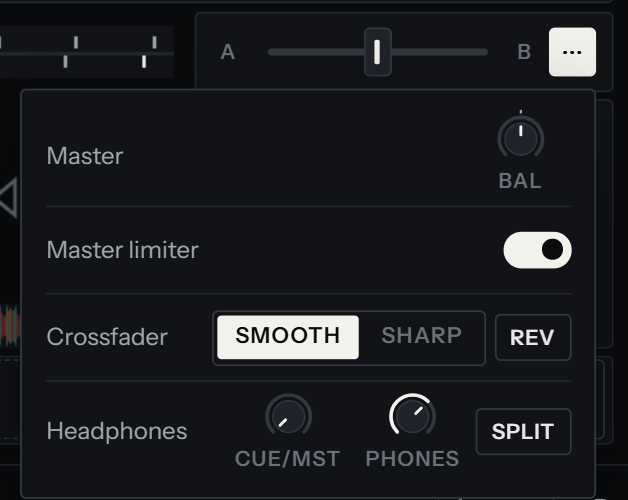 A B ...
Master
BAL
Master limiter
Crossfader SMOOTH SHARP REV
Headphones SPLIT
CUE/MST PHONES